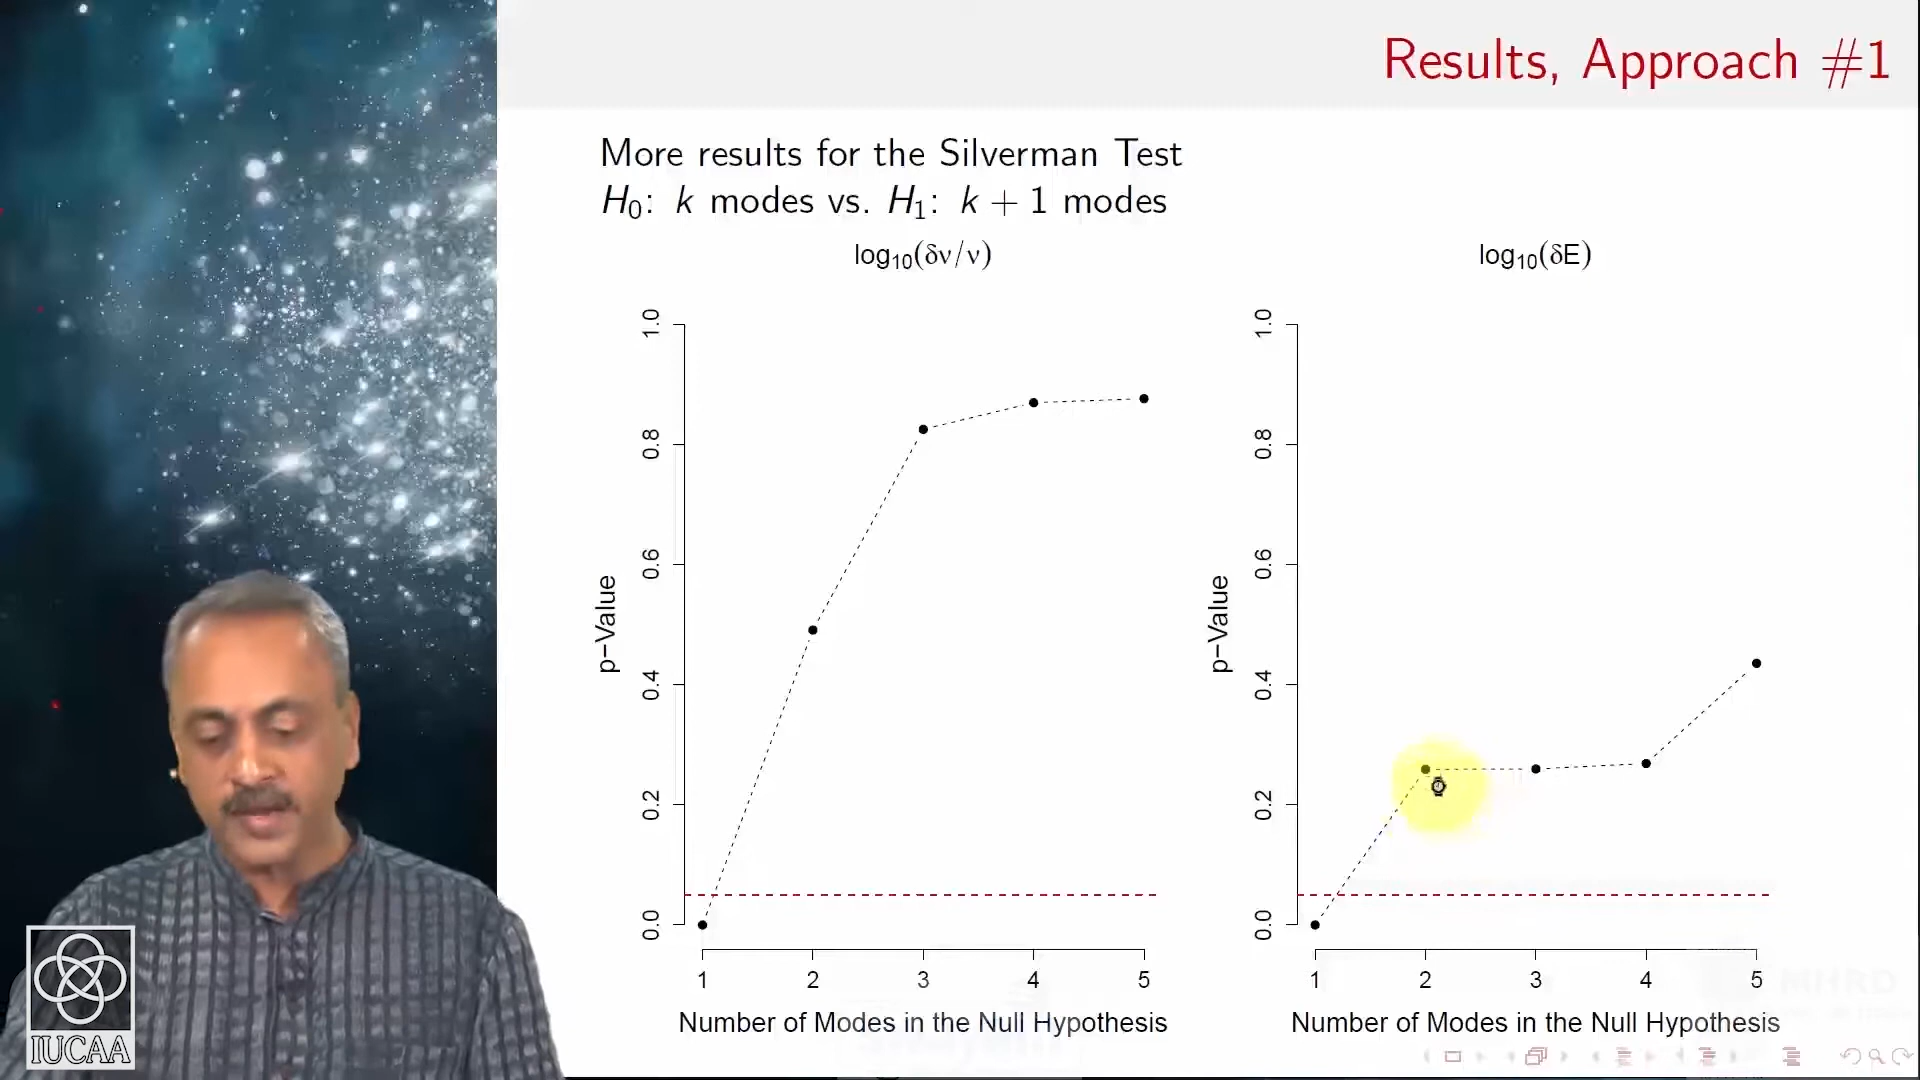 Results, Approach #1
More results for the Silverman Test
H₀: k modes vs. H₁: k + 1 modes
log₁₀(δν/ν)
p−Value
0.0 0.2 0.4 0.6 0.8 1.0
1 2 3 4 5
Number of Modes in the Null Hypothesis
log₁₀(δE)
p−Value
0.0 0.2 0.4 0.6 0.8 1.0
1 2 3 4 5
Number of Modes in the Null Hypothesis
MHRD
IUCAA